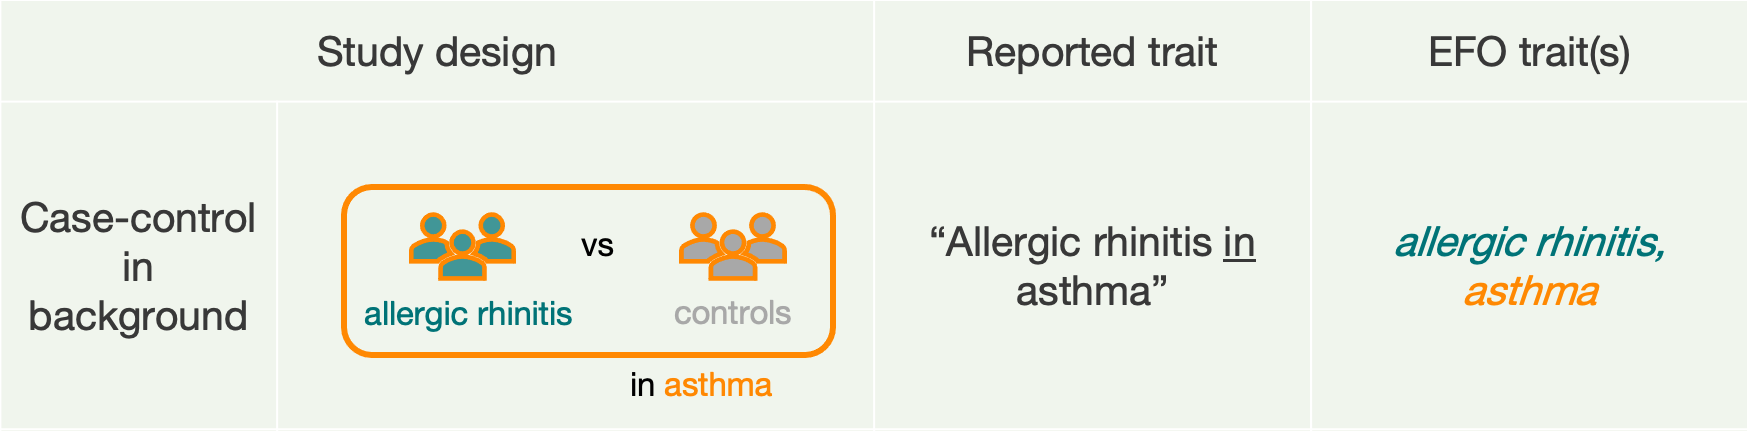 Study design
Reported trait
EFO trait(s)
Case-control
in
background
vs
allergic rhinitis
controls
in asthma
“Allergic rhinitis in
asthma”
allergic rhinitis,
asthma